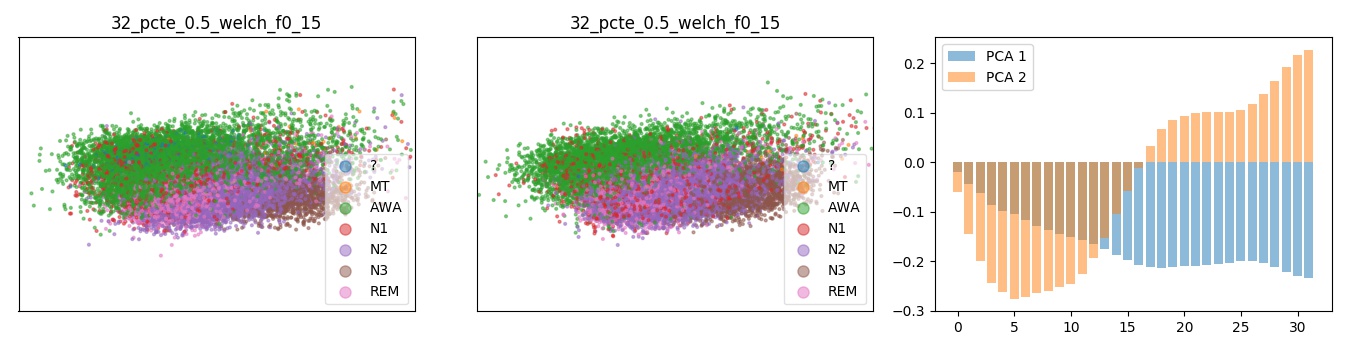 32_pcte_0.5_welch_f0_15
?
MT
AWA
N1
N2
N3
REM
32_pcte_0.5_welch_f0_15
?
MT
AWA
N1
N2
N3
REM
PCA 1
PCA 2
0.2
0.1
0.0
−0.1
−0.2
−0.3
0 5 10 15 20 25 30